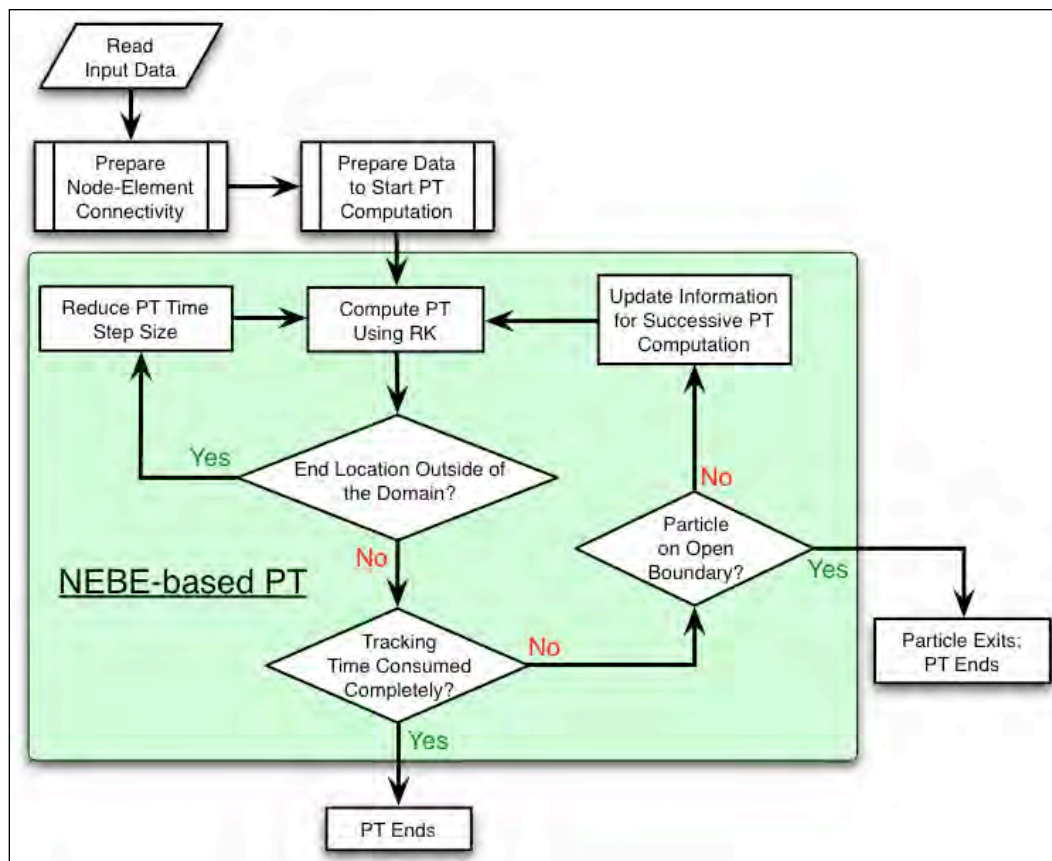 Read
Input Data
Prepare
Node-Element
Connectivity
Prepare Data
to Start PT
Computation
Reduce PT Time
Step Size
Compute PT
Using RK
Update Information
for Successive PT
Computation
Yes
End Location Outside of
the Domain?
No
No
Particle
on Open
Boundary?
Yes
NEBE-based PT
Tracking
Time Consumed
Completely?
No
Particle Exits;
PT Ends
Yes
PT Ends